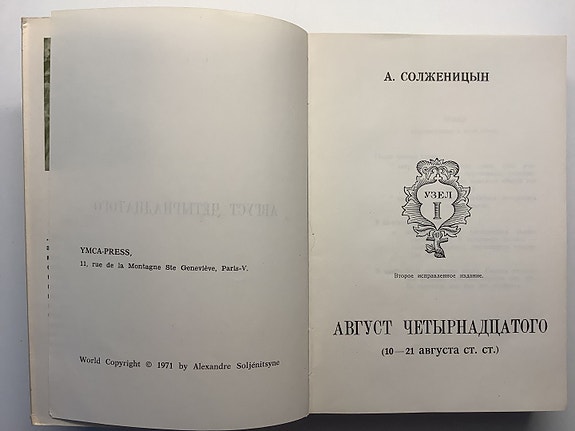 YMCA-PRESS,
11, rue de la Montagne Ste Geneviève, Paris-V.
World Copyright © 1971 by Alexandre Soljénitsyne
А. СОЛЖЕНИЦЫН
УЗЕЛ
I
Второе исправленное издание.
АВГУСТ ЧЕТЫРНАДЦАТОГО
(10—21 августа ст. ст.)